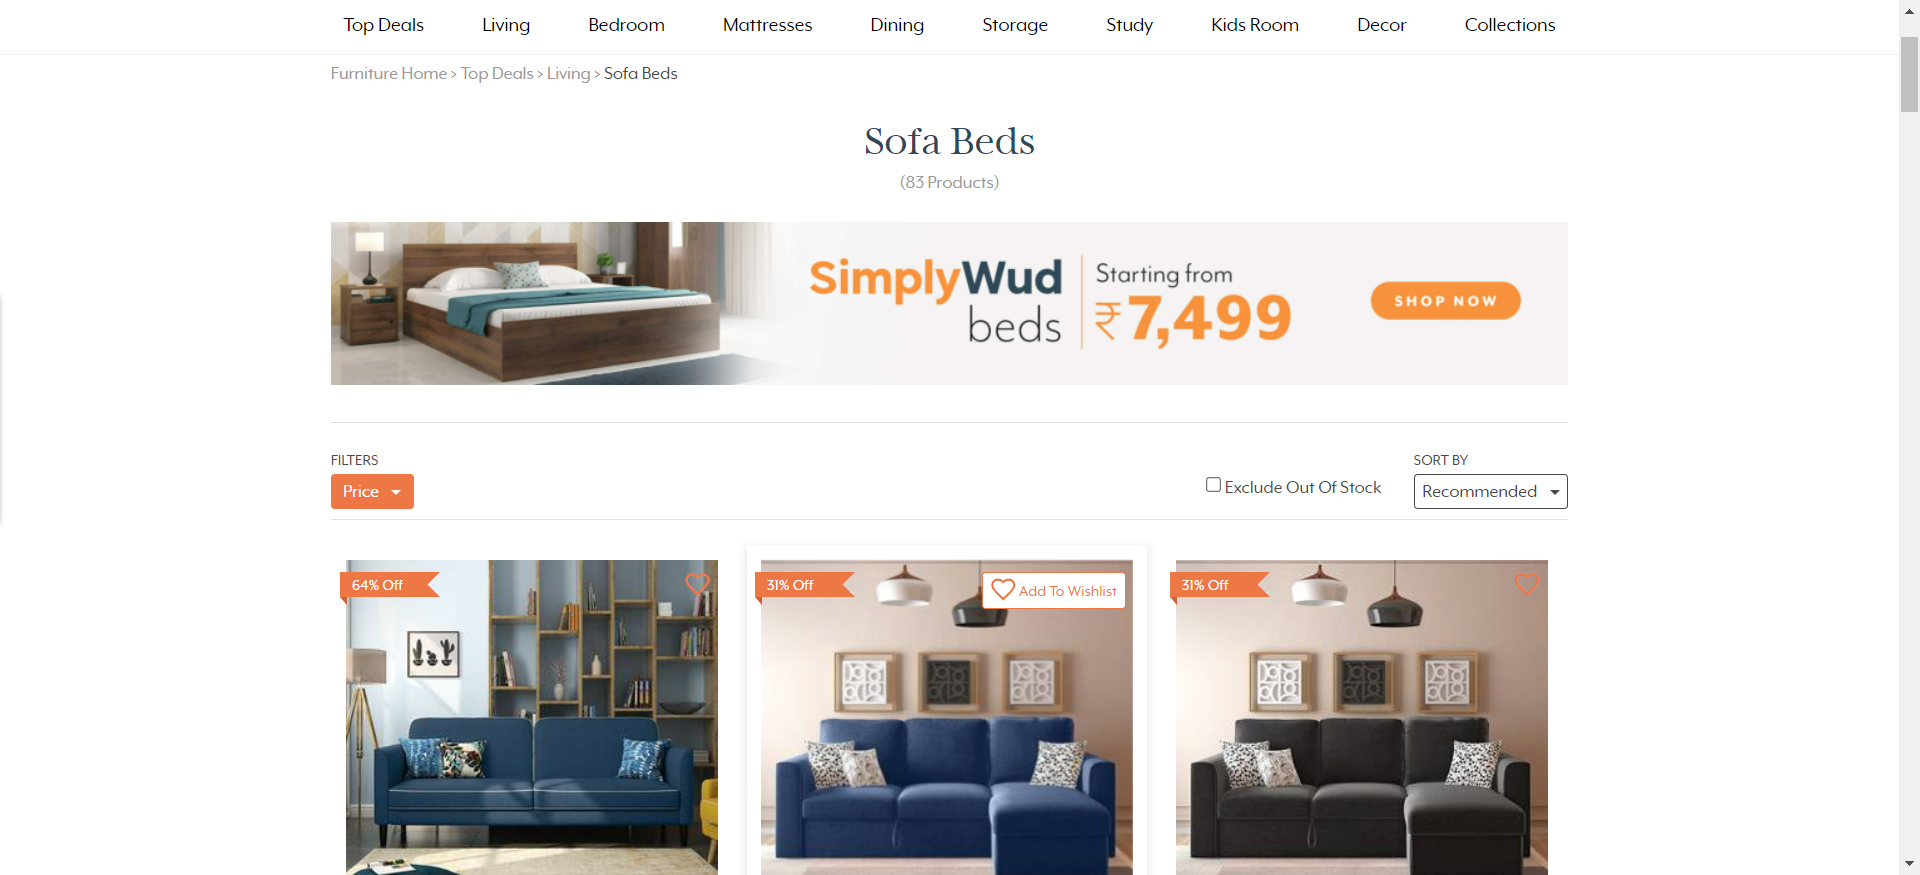 Top Deals Living Bedroom Mattresses Dining Storage Study Kids Room Decor Collections
Furniture Home > Top Deals > Living > Sofa Beds
Sofa Beds
(83 Products)
SimplyWud
beds
Starting from
₹7,499
SHOP NOW
FILTERS
Price
Exclude Out Of Stock
SORT BY
Recommended
64% Off
31% Off
Add To Wishlist
31% Off